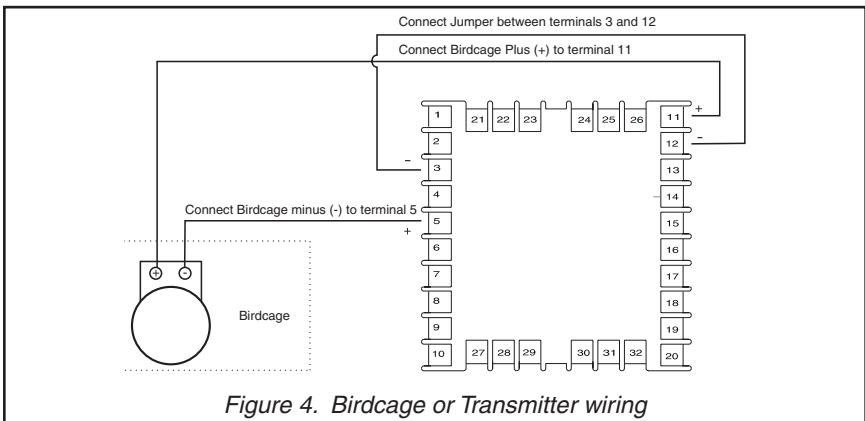 Connect Jumper between terminals 3 and 12
Connect Birdcage Plus (+) to terminal 11
1
21 22 23
24 25 26
11 +
2
12 -
- 3
13
4
14
Connect Birdcage minus (-) to terminal 5
+ 5
15
6
16
+ -
7
17
8
18
Birdcage
9
19
10
27 28 29
30 31 32
20
Figure 4. Birdcage or Transmitter wiring